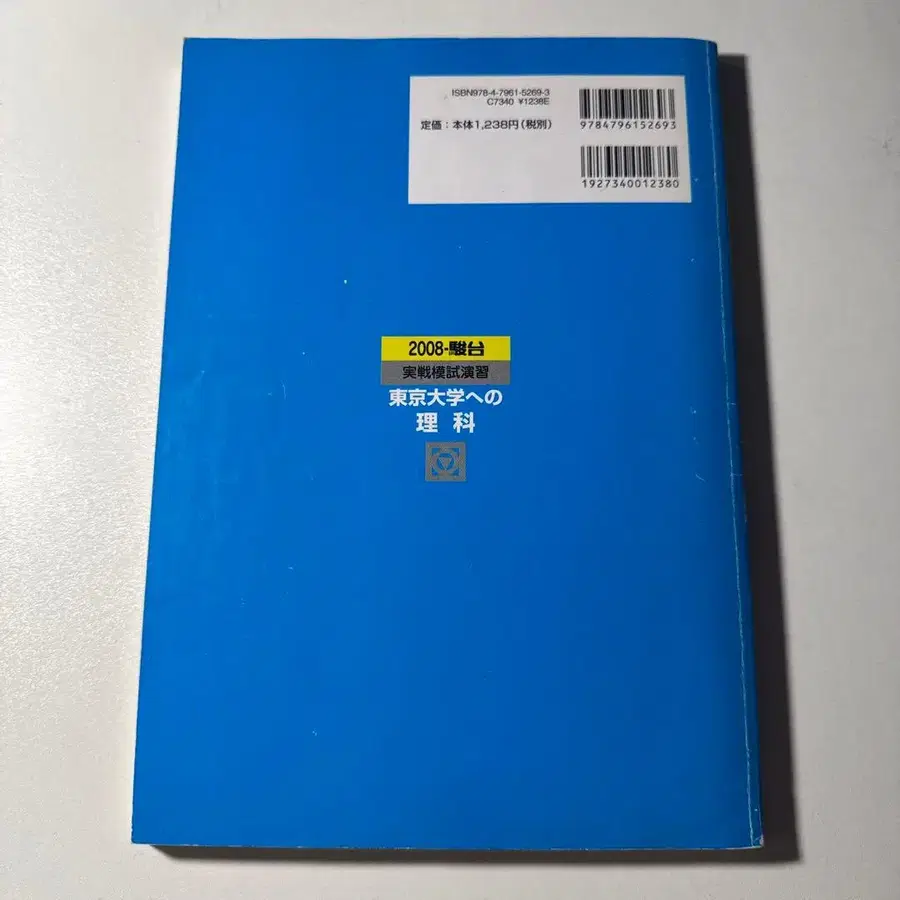 ISBN978-4-7961-5269-3
C7340 ¥1238E
定価：本体1,238円（税別）
9784796152693
1927340012380
2008-駿台
実戦模試演習
東京大学への
理科